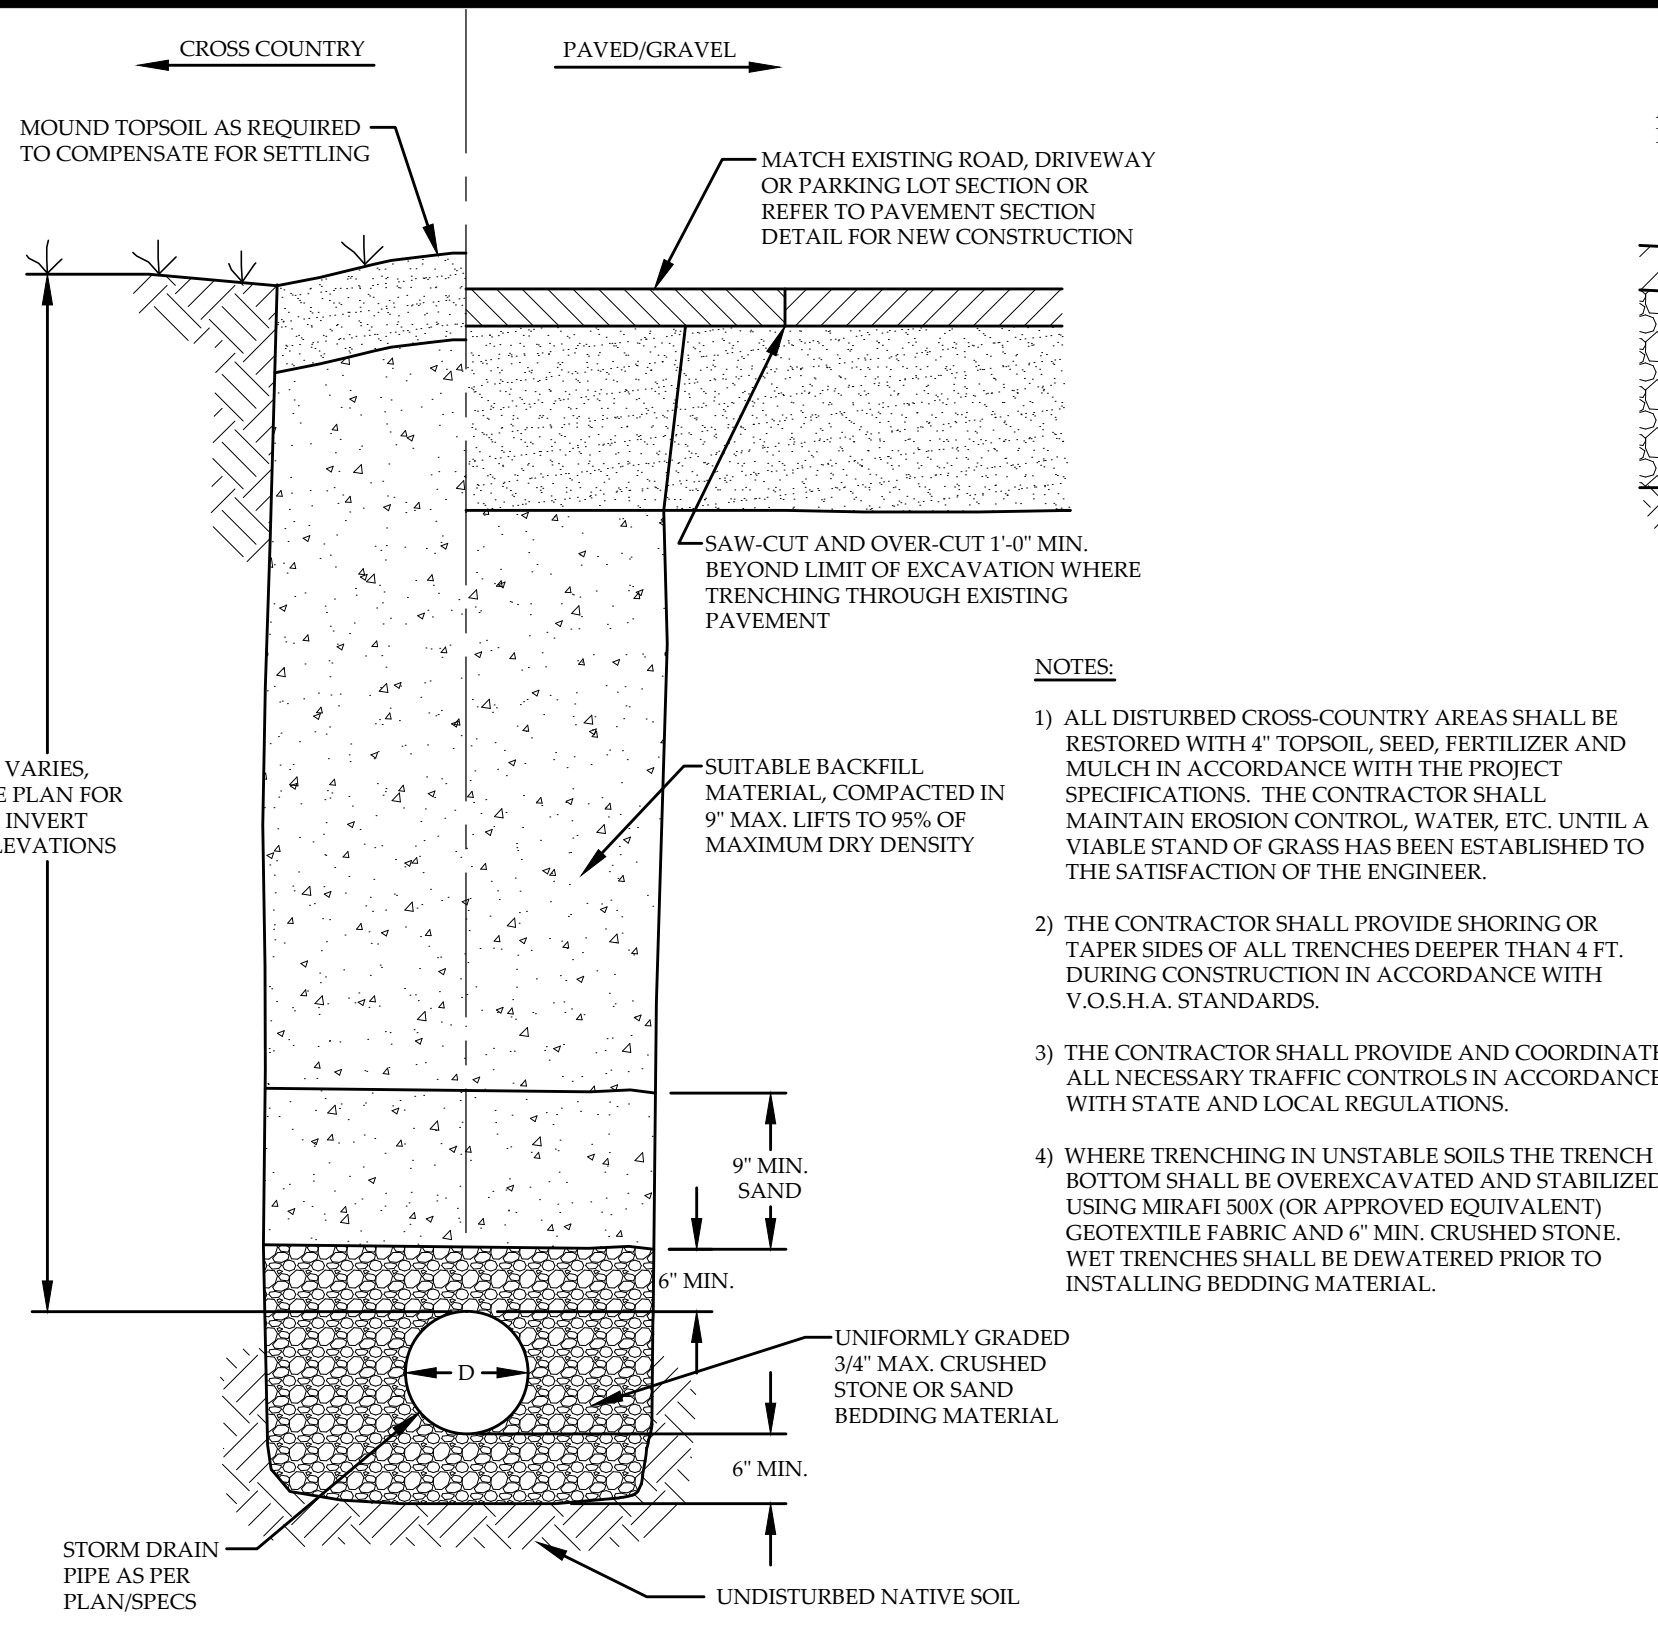 CROSS COUNTRY
PAVED/GRAVEL
MOUND TOPSOIL AS REQUIRED
TO COMPENSATE FOR SETTLING
MATCH EXISTING ROAD, DRIVEWAY
OR PARKING LOT SECTION OR
REFER TO PAVEMENT SECTION
DETAIL FOR NEW CONSTRUCTION
SAW-CUT AND OVER-CUT 1'-0" MIN.
BEYOND LIMIT OF EXCAVATION WHERE
TRENCHING THROUGH EXISTING
PAVEMENT
VARIES,
PLAN FOR
INVERT
SUITABLE BACKFILL
MATERIAL, COMPACTED IN
9" MAX. LIFTS TO 95% OF
MAXIMUM DRY DENSITY
NOTES:
1) ALL DISTURBED CROSS-COUNTRY AREAS SHALL BE
RESTORED WITH 4" TOPSOIL, SEED, FERTILIZER AND
MULCH IN ACCORDANCE WITH THE PROJECT
SPECIFICATIONS. THE CONTRACTOR SHALL
MAINTAIN EROSION CONTROL, WATER, ETC. UNTIL A
VIABLE STAND OF GRASS HAS BEEN ESTABLISHED TO
THE SATISFACTION OF THE ENGINEER.
2) THE CONTRACTOR SHALL PROVIDE SHORING OR
TAPER SIDES OF ALL TRENCHES DEEPER THAN 4 FT.
DURING CONSTRUCTION IN ACCORDANCE WITH
V.O.S.H.A. STANDARDS.
3) THE CONTRACTOR SHALL PROVIDE AND COORDINATE
ALL NECESSARY TRAFFIC CONTROLS IN ACCORDANCE
WITH STATE AND LOCAL REGULATIONS.
4) WHERE TRENCHING IN UNSTABLE SOILS THE TRENCH
BOTTOM SHALL BE OVEREXCAVATED AND STABILIZED
USING MIRAFI 500X (OR APPROVED EQUIVALENT)
GEOTEXTILE FABRIC AND 6" MIN. CRUSHED STONE.
WET TRENCHES SHALL BE DEWATERED PRIOR TO
INSTALLING BEDDING MATERIAL.
9" MIN.
SAND
6" MIN.
D
UNIFORMLY GRADED
3/4" MAX. CRUSHED
STONE OR SAND
BEDDING MATERIAL
6" MIN.
STORM DRAIN
PIPE AS PER
PLAN/SPECS
UNDISTURBED NATIVE SOIL